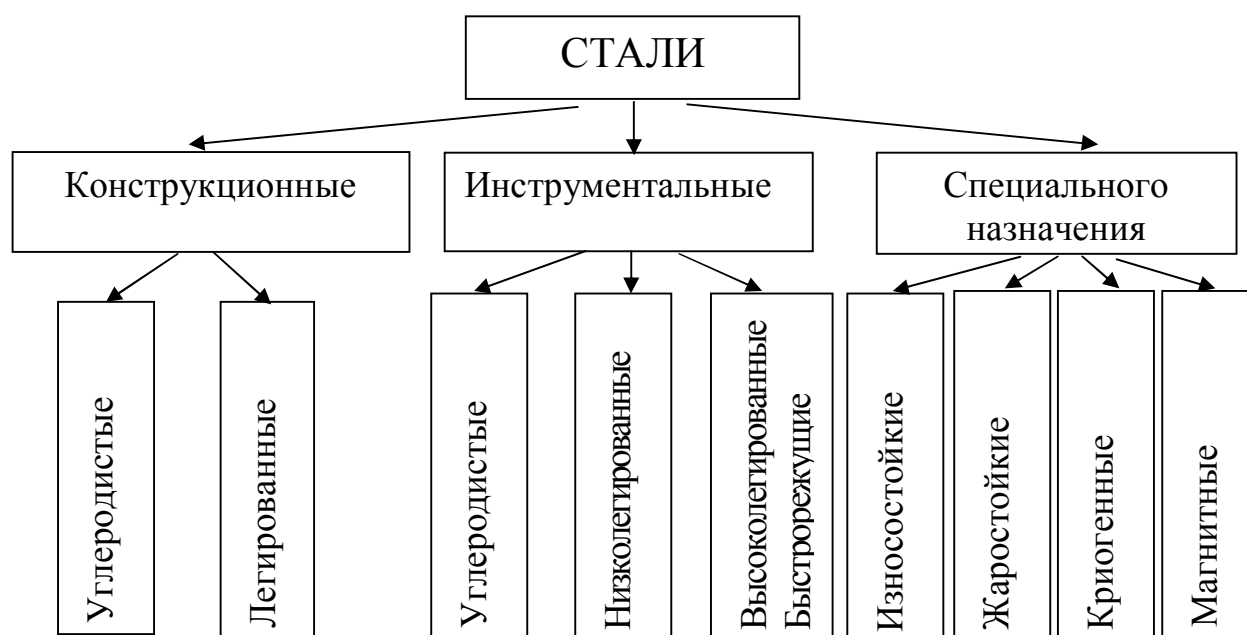 СТАЛИ
Конструкционные
Инструментальные
Специального
назначения
Углеродистые
Легированные
Углеродистые
Низколегированные
Высоколегированные
Быстрорежущие
Износостойкие
Жаростойкие
Криогенные
Магнитные